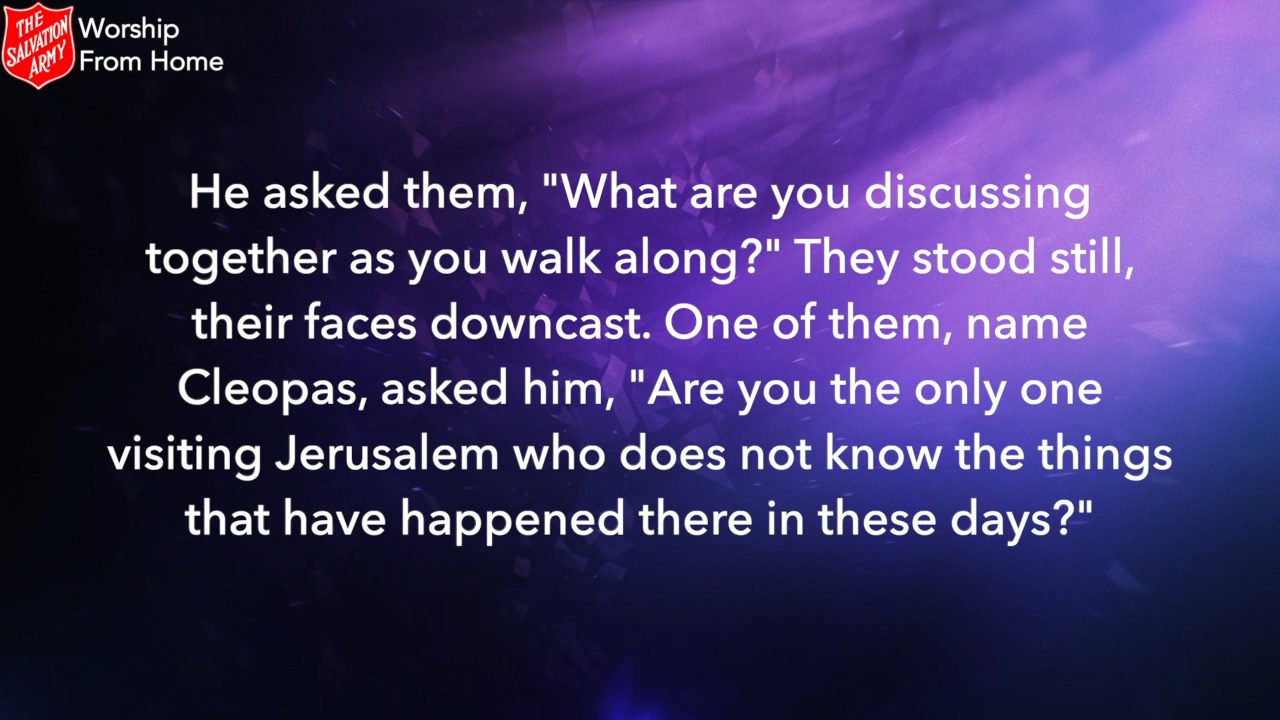 THE
SALVATION
ARMY
Worship
From Home
He asked them, "What are you discussing
together as you walk along?" They stood still,
their faces downcast. One of them, name
Cleopas, asked him, "Are you the only one
visiting Jerusalem who does not know the things
that have happened there in these days?"